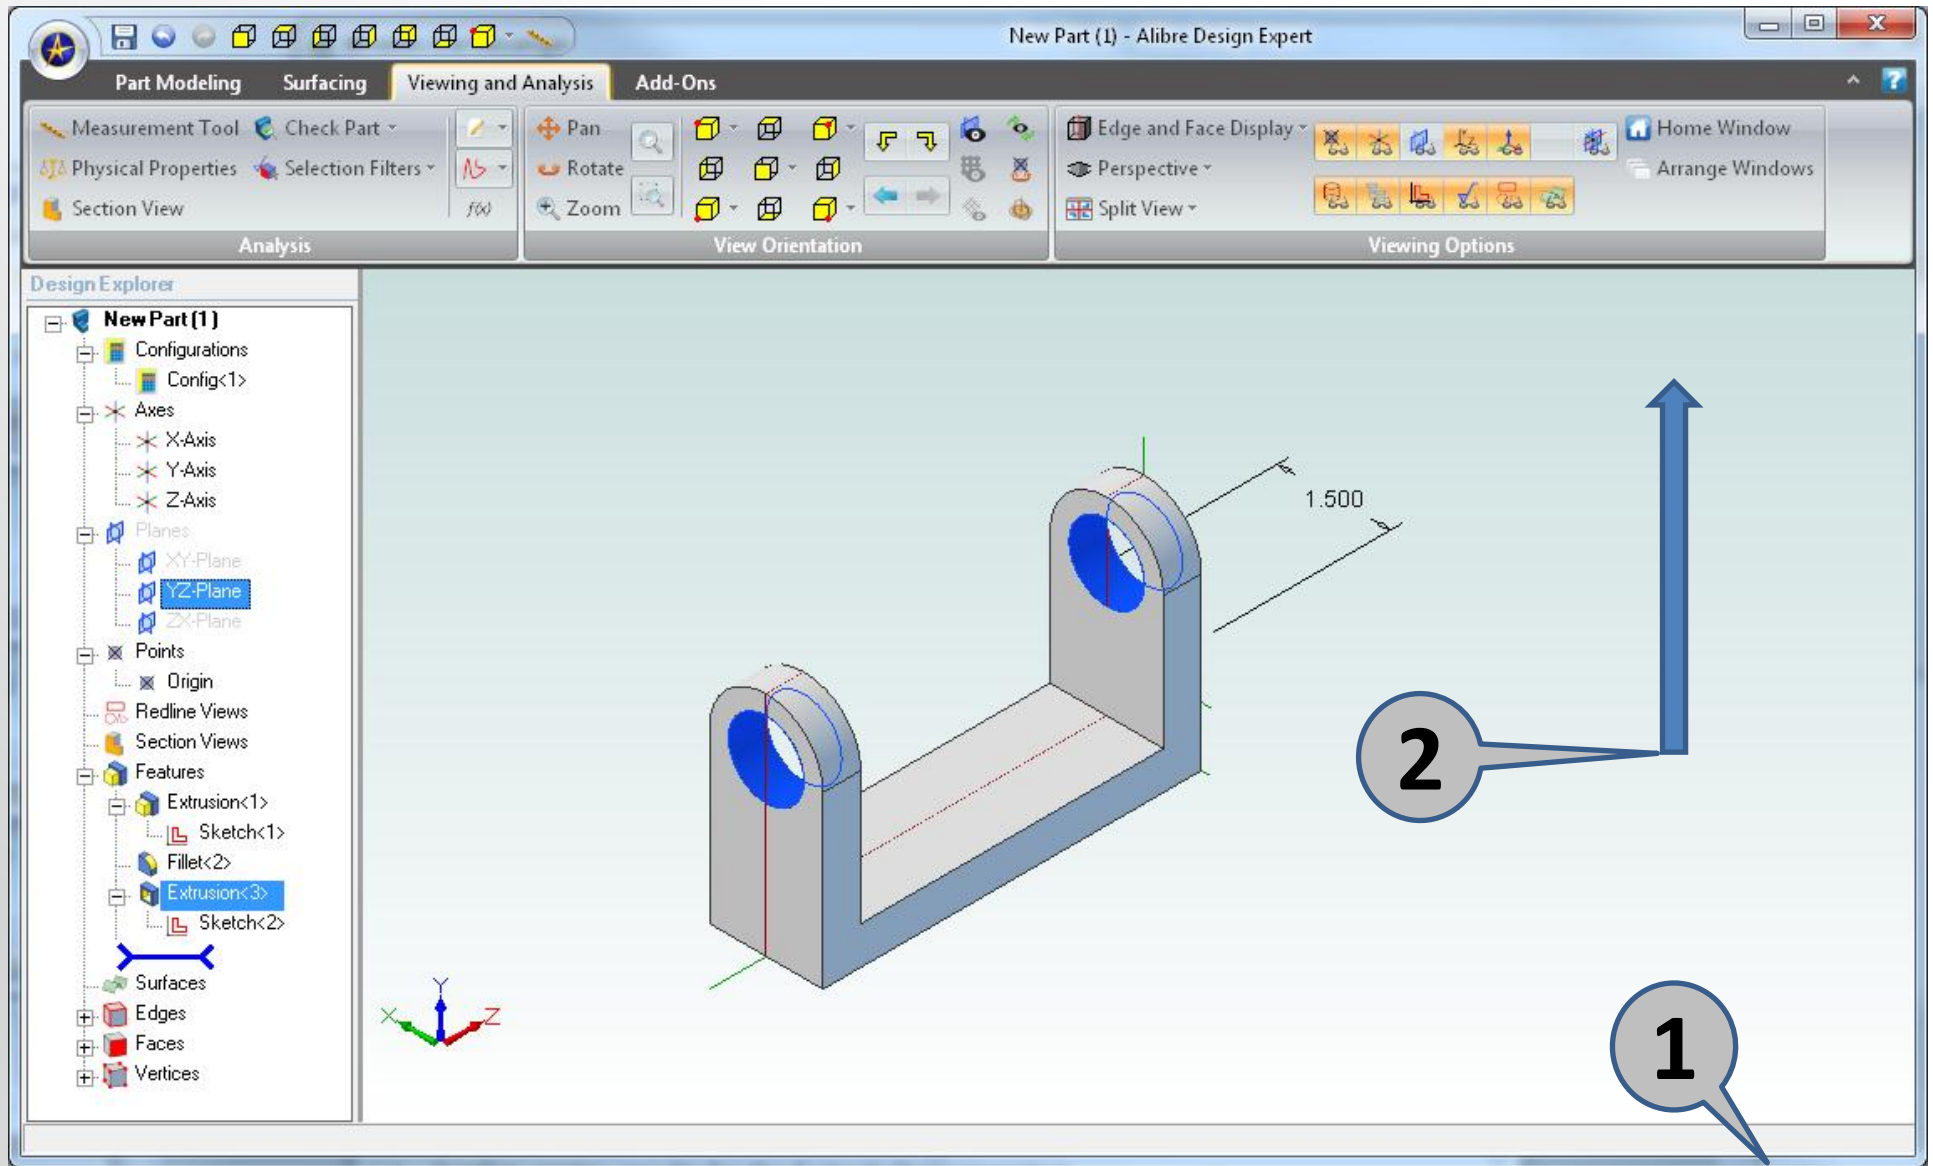 New Part (1) - Alibre Design Expert
Part Modeling Surfacing Viewing and Analysis Add-Ons
Measurement Tool Check Part
Physical Properties Selection Filters
Section View f(x)
Analysis
Pan
Rotate
Zoom
View Orientation
Edge and Face Display
Perspective
Split View
Home Window
Arrange Windows
Viewing Options
Design Explorer
New Part (1)
Configurations
Config<1>
Axes
X-Axis
Y-Axis
Z-Axis
Planes
XY-Plane
YZ-Plane
ZX-Plane
Points
Origin
Redline Views
Section Views
Features
Extrusion<1>
Sketch<1>
Fillet<2>
Extrusion<3>
Sketch<2>
Surfaces
Edges
Faces
Vertices
1.500
2
Y
X
Z
1